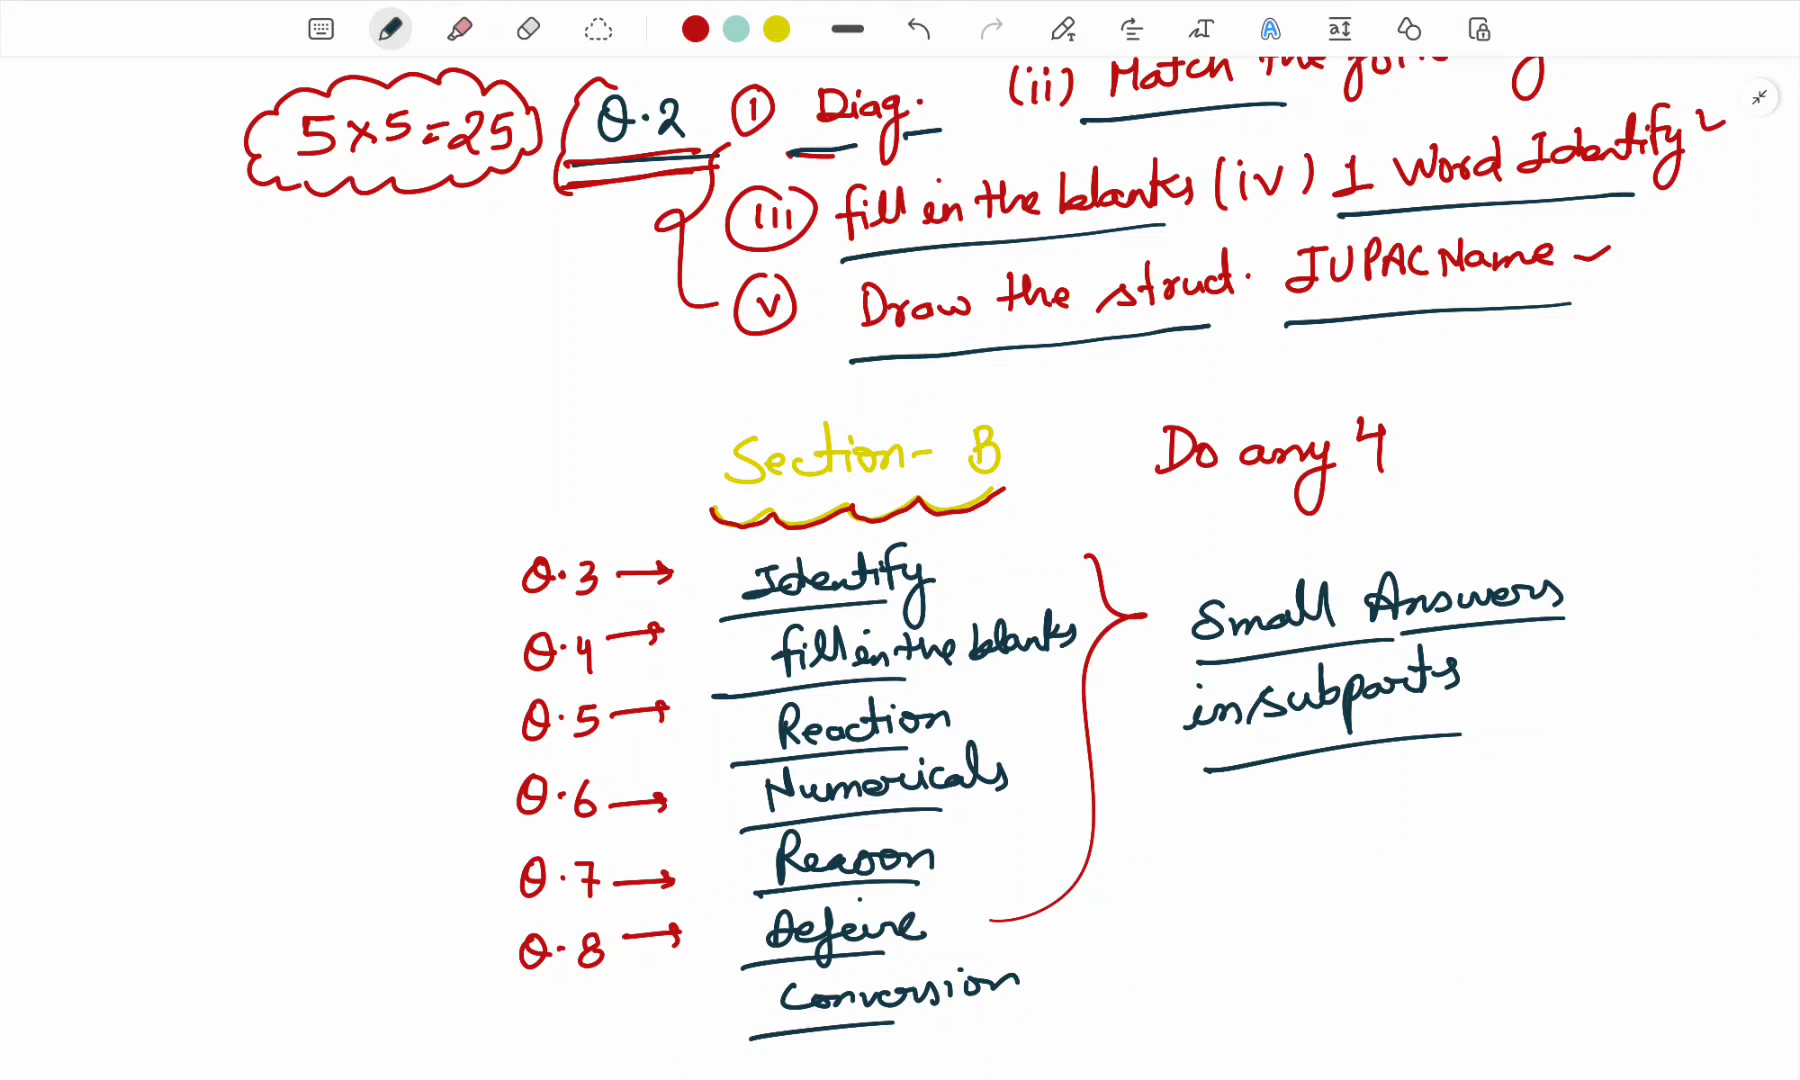 5×5=25 Q.2 (i) Diag. (ii) Match the following
(iii) fill in the blanks (iv) 1 Word Identify
(v) Draw the struct. IUPAC Name
Section - B Do any 4
Q.3 → Identify
Q.4 → fill in the blanks
Q.5 → Reaction
Q.6 → Numericals
Q.7 → Reason
Q.8 → Define
Conversion
Small Answers
in subparts